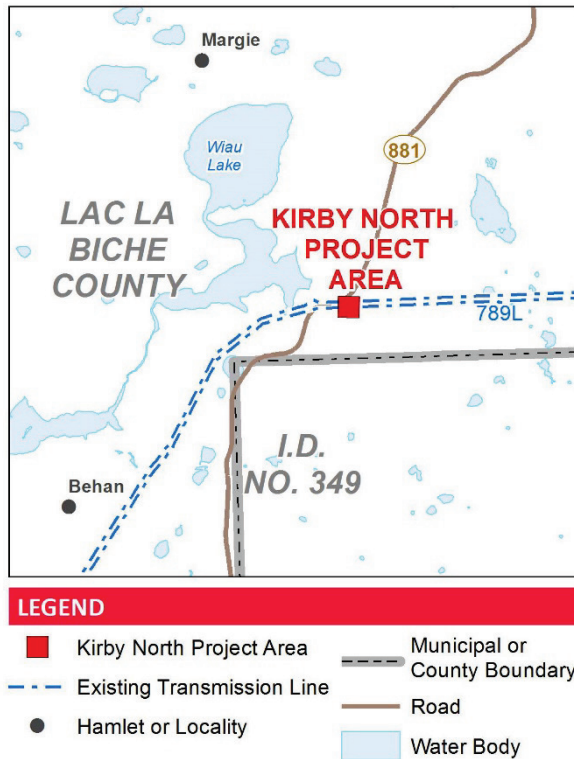 Margie
Wiau
Lake
881
LAC LA
BICHE
COUNTY
KIRBY NORTH
PROJECT
AREA
789L
I.D.
NO. 349
Behan
LEGEND
Kirby North Project Area
Existing Transmission Line
Hamlet or Locality
Municipal or
County Boundary
Road
Water Body